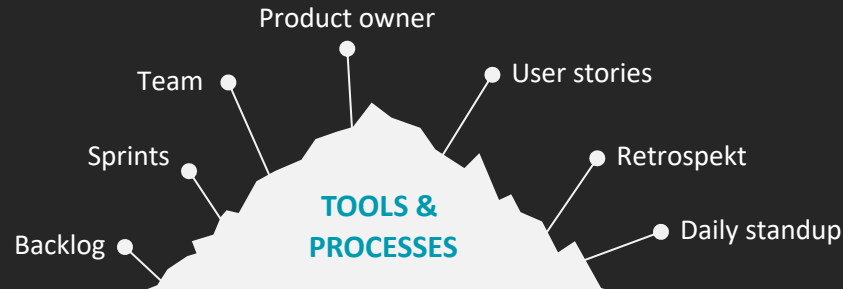 Product owner
Team
User stories
Sprints
Retrospekt
TOOLS &
PROCESSES
Backlog
Daily standup